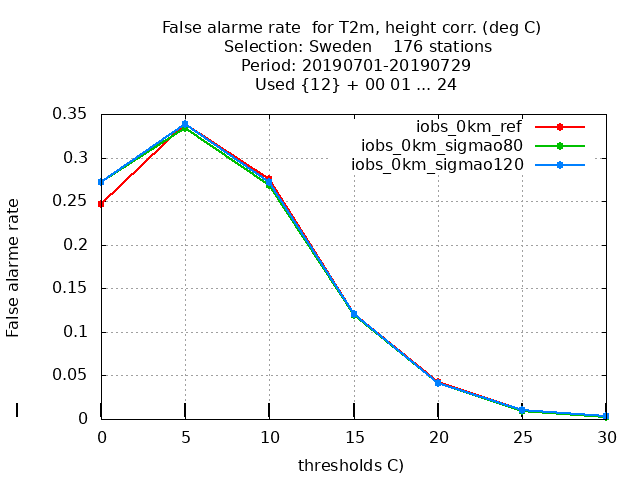 False alarme rate  for T2m, height corr. (deg C)
Selection: Sweden    176 stations
Period: 20190701-20190729
Used {12} + 00 01 ... 24
iobs_0km_ref
iobs_0km_sigmao80
iobs_0km_sigmao120
False alarme rate
0.35
0.3
0.25
0.2
0.15
0.1
0.05
0
0 5 10 15 20 25 30
thresholds C)